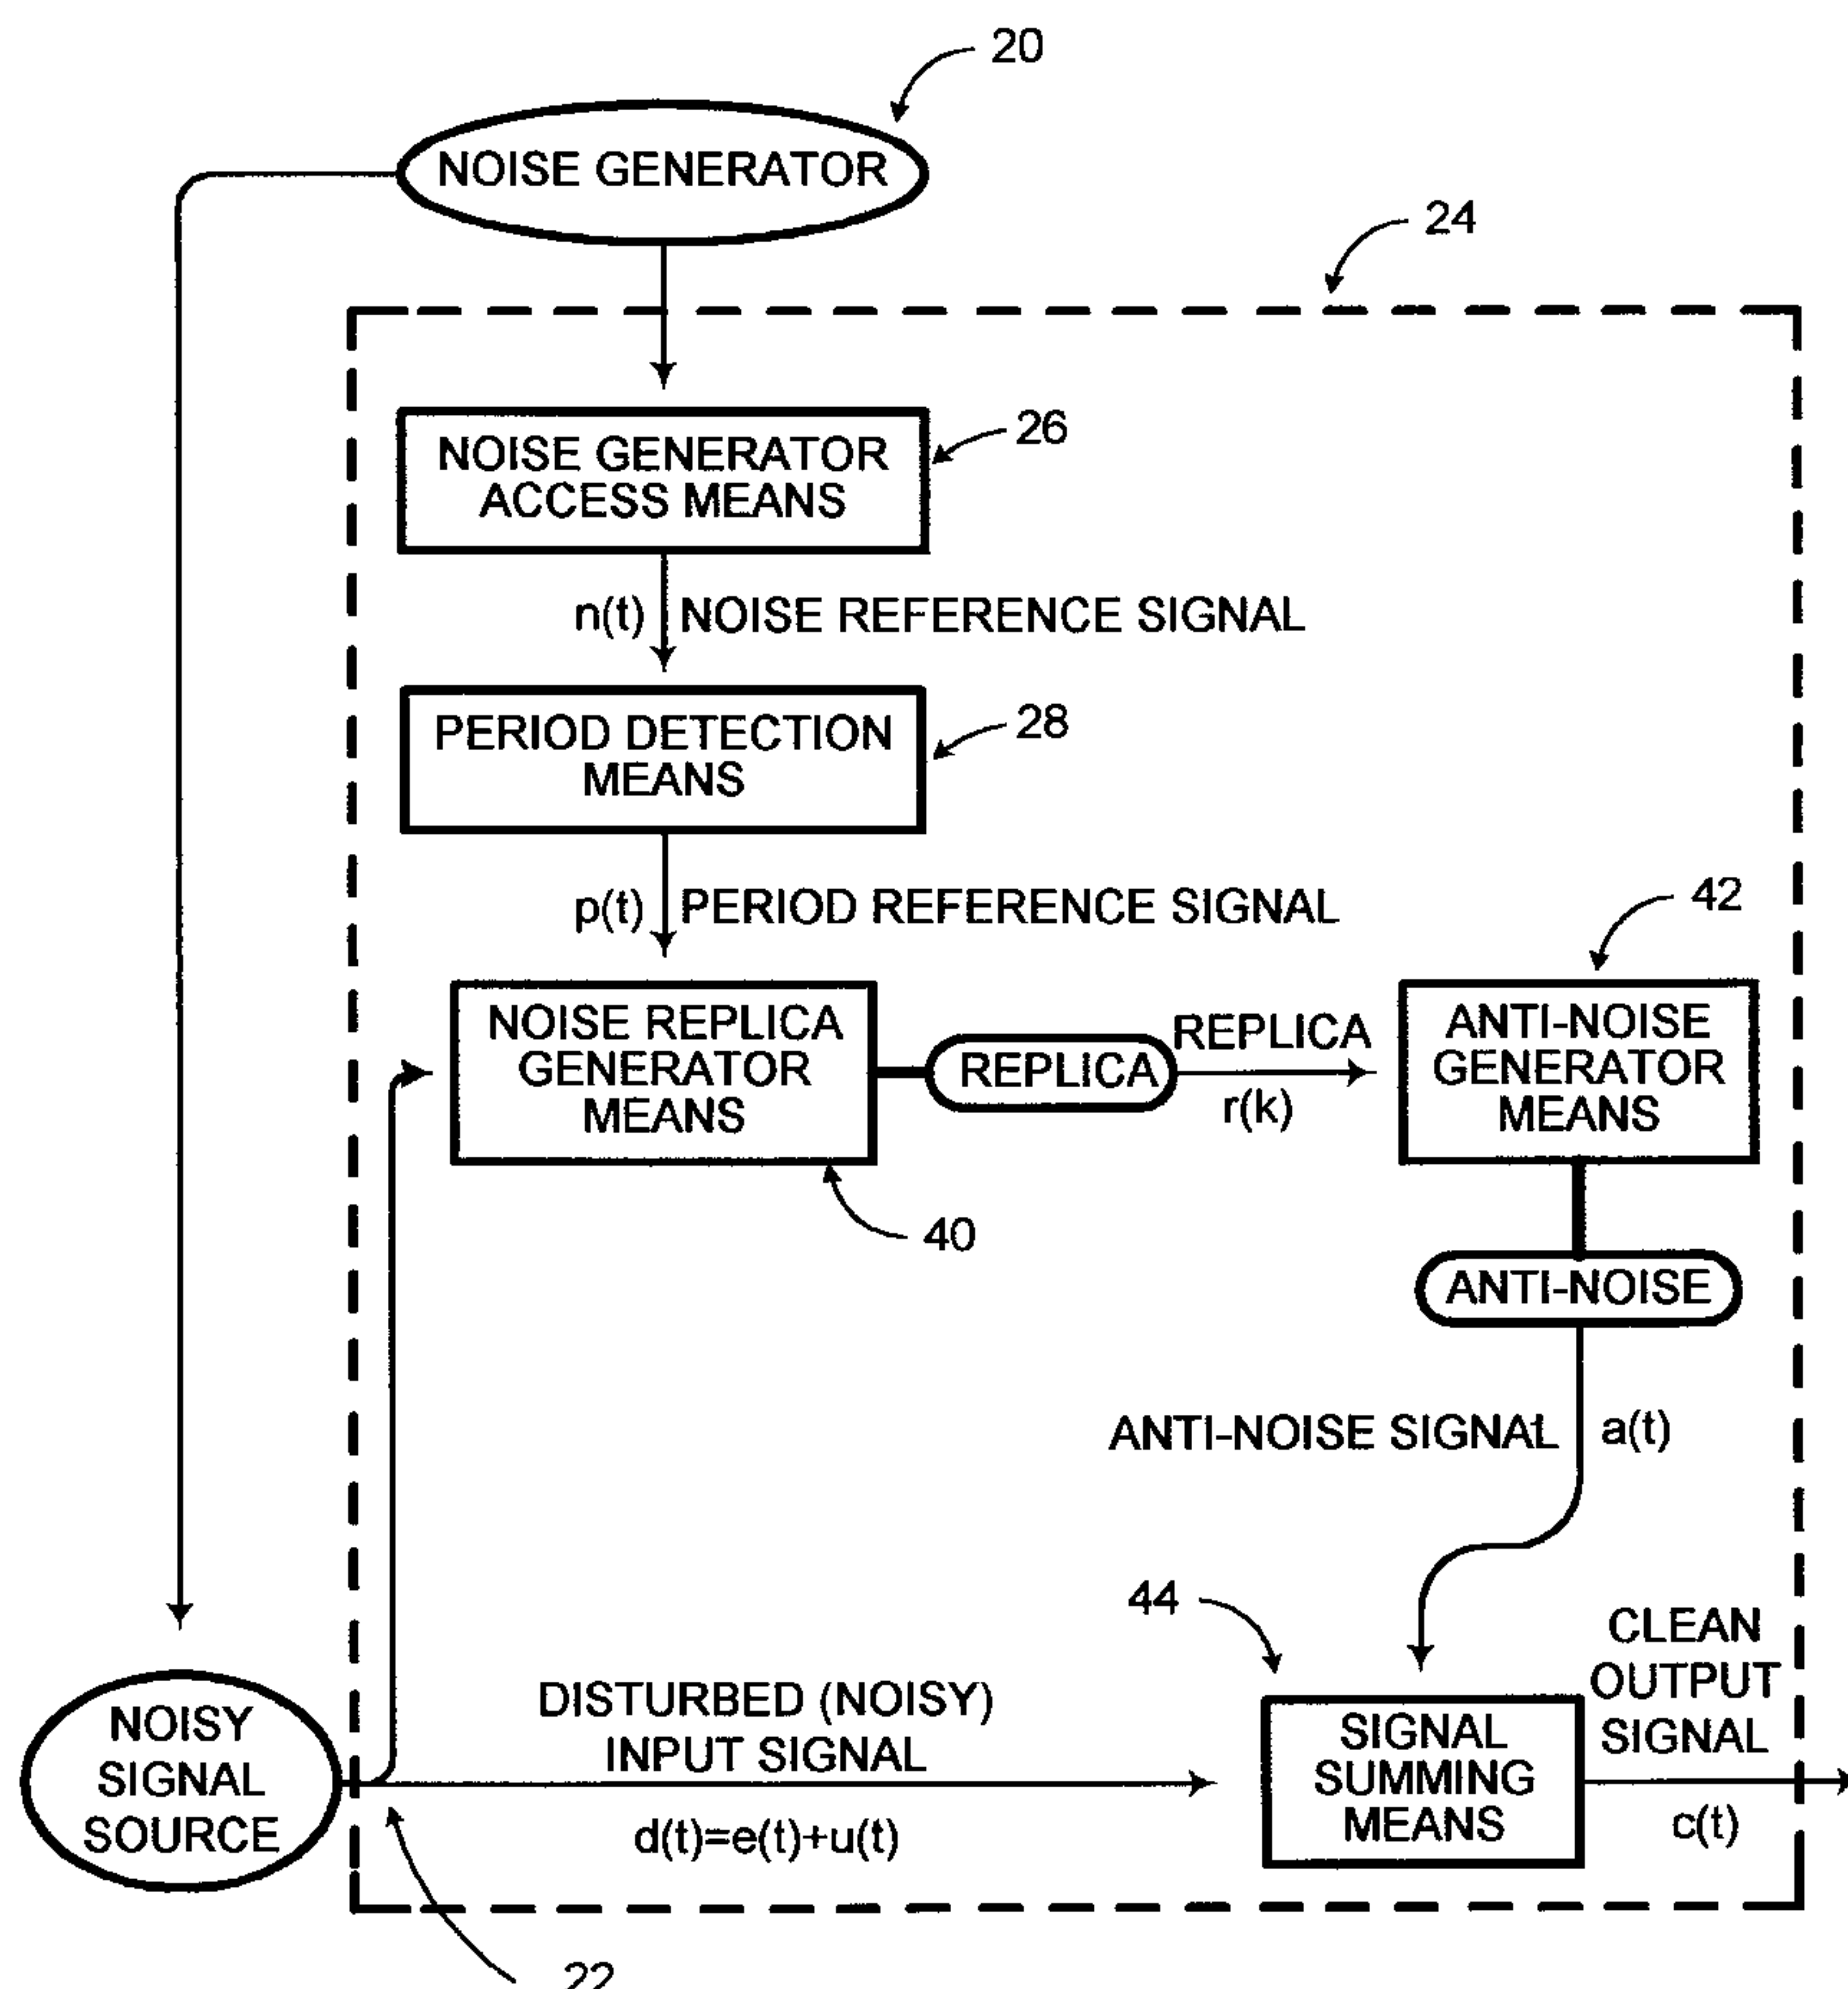 20
NOISE GENERATOR
24
NOISE GENERATOR
ACCESS MEANS
26
n(t)
NOISE REFERENCE SIGNAL
PERIOD DETECTION
MEANS
28
p(t)
PERIOD REFERENCE SIGNAL
42
NOISE REPLICA
GENERATOR
MEANS
REPLICA
REPLICA
r(k)
ANTI-NOISE
GENERATOR
MEANS
40
ANTI-NOISE
ANTI-NOISE SIGNAL
a(t)
44
CLEAN
OUTPUT
SIGNAL
NOISY
SIGNAL
SOURCE
DISTURBED (NOISY)
INPUT SIGNAL
d(t)=e(t)+u(t)
SIGNAL
SUMMING
MEANS
c(t)
22